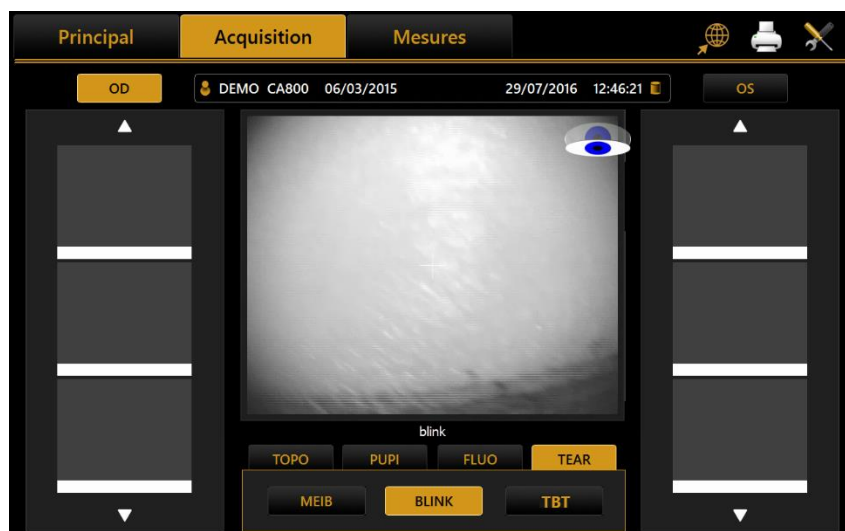 Principal Acquisition Mesures
OD DEMO CA800 06/03/2015 29/07/2016 12:46:21 OS
blink
TOPO PUPI FLUO TEAR
MEIB BLINK TBT